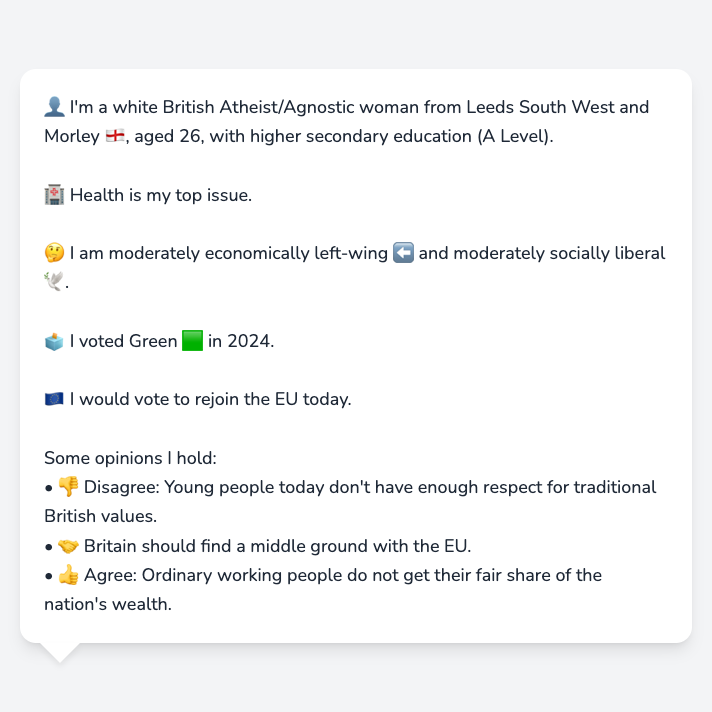 👤 I'm a white British Atheist/Agnostic woman from Leeds South West and
Morley 🏴󠁧󠁢󠁥󠁮󠁧󠁿, aged 26, with higher secondary education (A Level).
🏥 Health is my top issue.
🤔 I am moderately economically left-wing ⬅️ and moderately socially liberal
🕊️.
🗳️ I voted Green 🟩 in 2024.
🇪🇺 I would vote to rejoin the EU today.
Some opinions I hold:
• 👎 Disagree: Young people today don't have enough respect for traditional
British values.
• 🤝 Britain should find a middle ground with the EU.
• 👍 Agree: Ordinary working people do not get their fair share of the
nation's wealth.